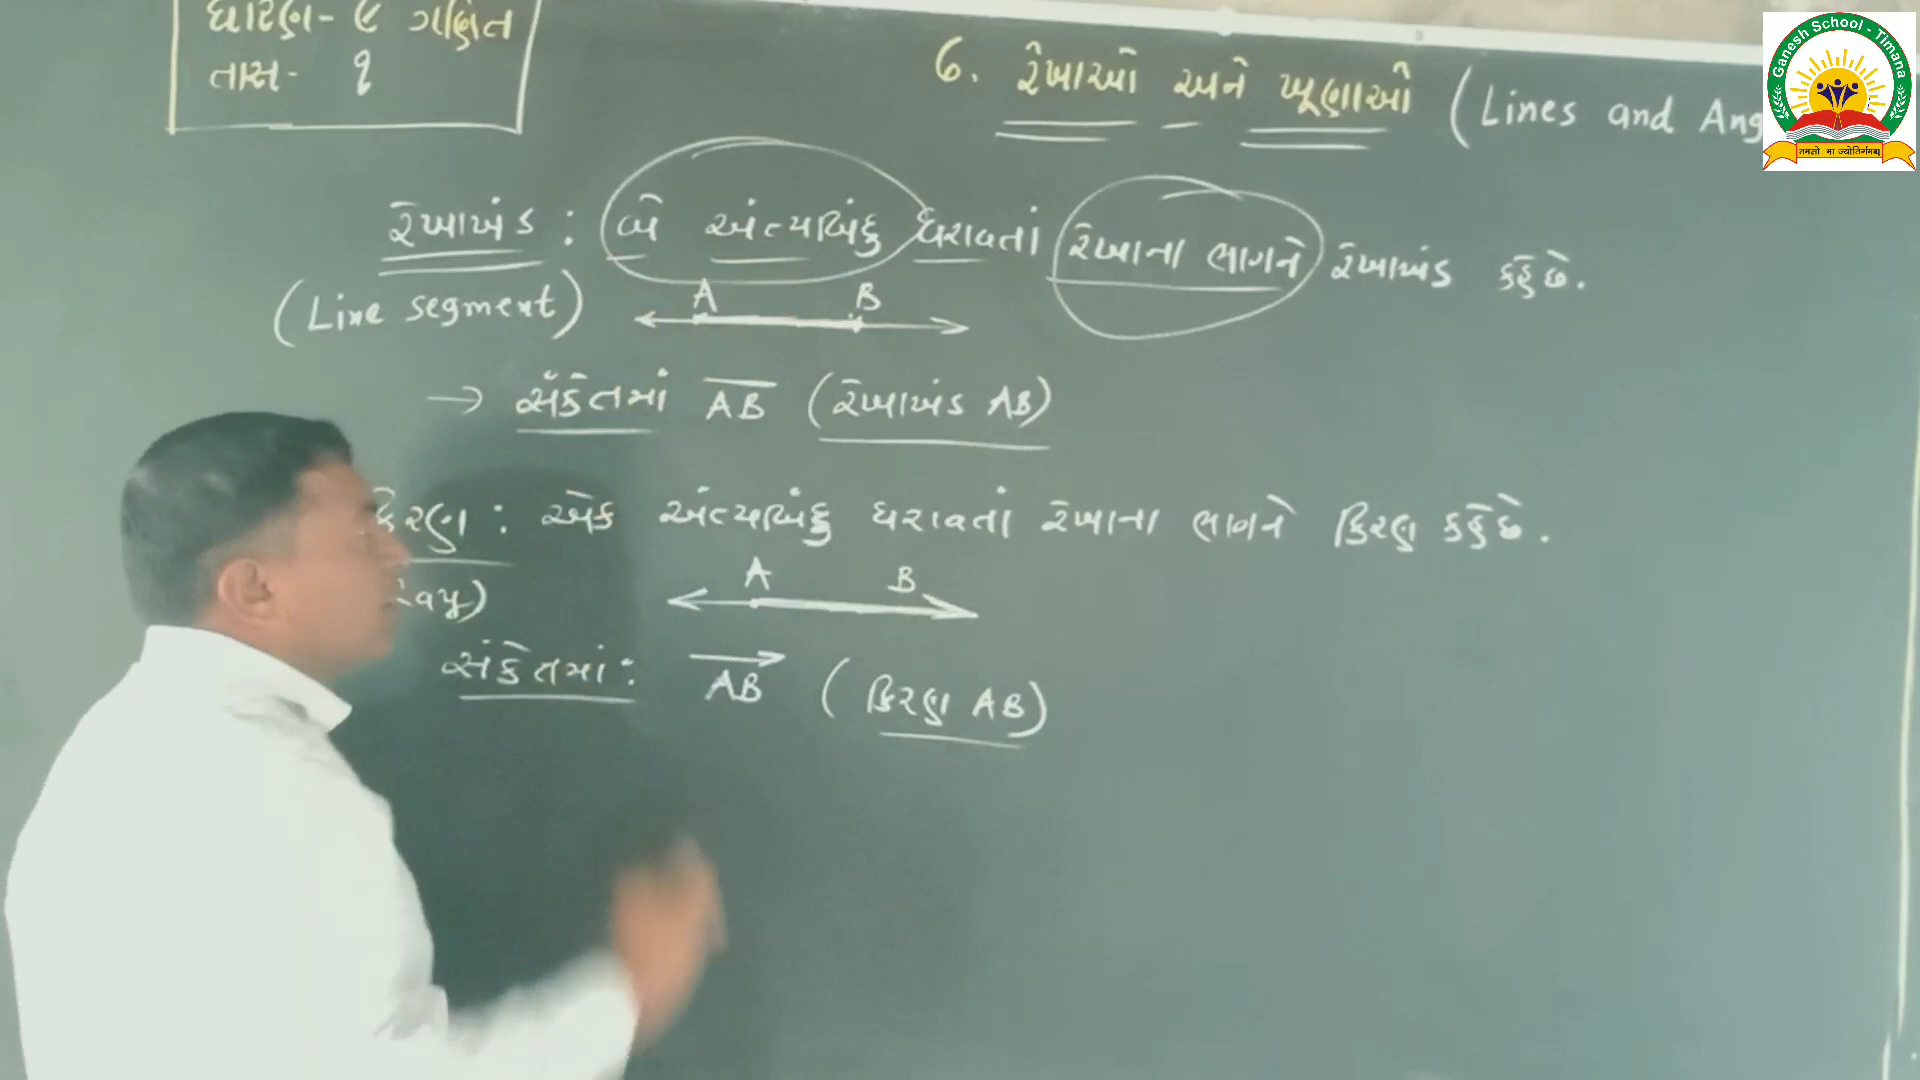 ધોરણ - ૯ ગણિત
તાસ - ૧
6. રેખાઓ અને ખૂણાઓ (Lines and Ang
Ganesh School - Timana
तमसो मा ज्योतिर्गमय
રેખાખંડ : બે અંત્યબિંદુ ધરાવતાં રેખાના ભાગને રેખાખંડ કહે છે.
(Line segment)
A B
→ સંકેતમાં AB (રેખાખંડ AB)
કિરણ : એક અંત્યબિંદુ ધરાવતાં રેખાના ભાગને કિરણ કહે છે.
ay)
A B
સંકેતમાં : AB (કિરણ AB)